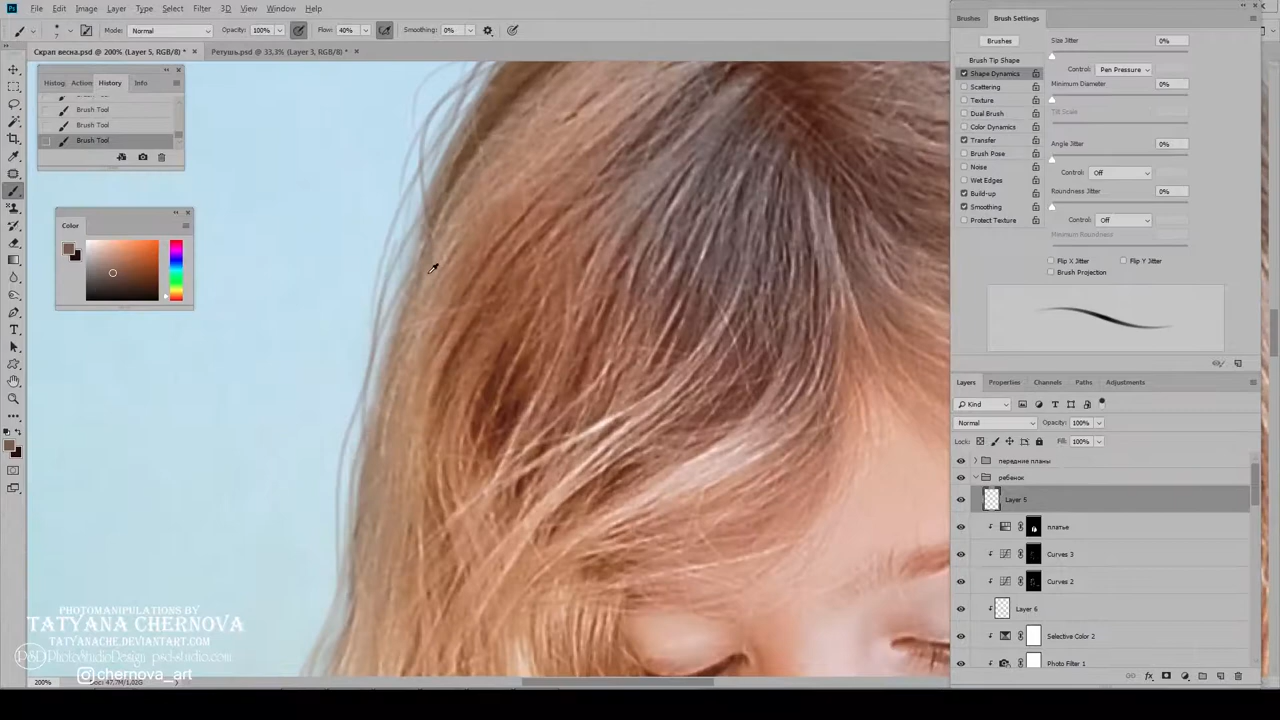 File Edit Image Layer Type Select Filter 3D View Window Help
Mode: Normal Opacity: 100% Flow: 40% Smoothing: 0%
Скрап весна.psd @ 200% (Layer 5, RGB/8) * × Ретушь.psd @ 33,3% (Layer 3, RGB/8) * ×
Histog Action History Info
Brush Tool
Brush Tool
Brush Tool
Brush Tool
Color
Brushes Brush Settings
Brushes
Brush Tip Shape
Shape Dynamics
Scattering
Texture
Dual Brush
Color Dynamics
Transfer
Brush Pose
Noise
Wet Edges
Build-up
Smoothing
Protect Texture
Size Jitter 0%
Control: Pen Pressure
Minimum Diameter 0%
Tilt Scale
Angle Jitter 0%
Control: Off
Roundness Jitter 0%
Control: Off
Minimum Roundness
Flip X Jitter Flip Y Jitter
Brush Projection
Layers Properties Channels Paths Adjustments
Kind
Normal Opacity: 100%
Lock: Fill: 100%
передние планы
ребенок
Layer 5
платье
Curves 3
Curves 2
Layer 6
Selective Color 2
Photo Filter 1
PHOTOMANIPULATIONS BY
TATYANA CHERNOVA
TATYANACHE.DEVIANTART.COM
PSD PhotoStudioDesign psd-studio.com
chernova_art
200%